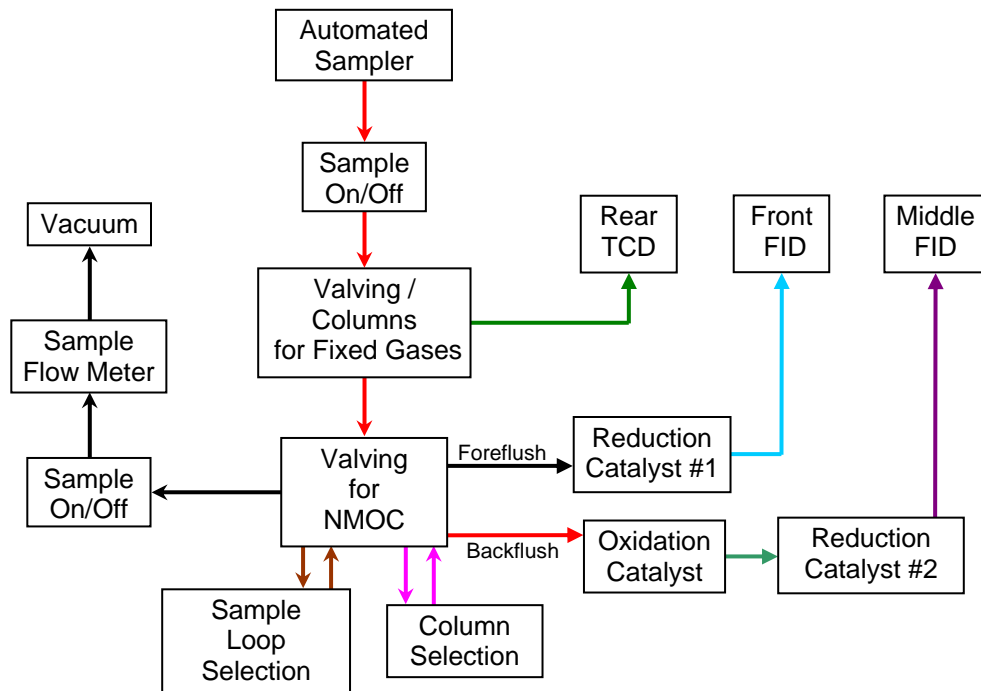 Automated
Sampler
Sample
On/Off
Vacuum
Rear
TCD
Front
FID
Middle
FID
Valving /
Columns
for Fixed Gases
Sample
Flow Meter
Valving
for
NMOC
Foreflush
Reduction
Catalyst #1
Sample
On/Off
Backflush
Oxidation
Catalyst
Reduction
Catalyst #2
Sample
Loop
Selection
Column
Selection